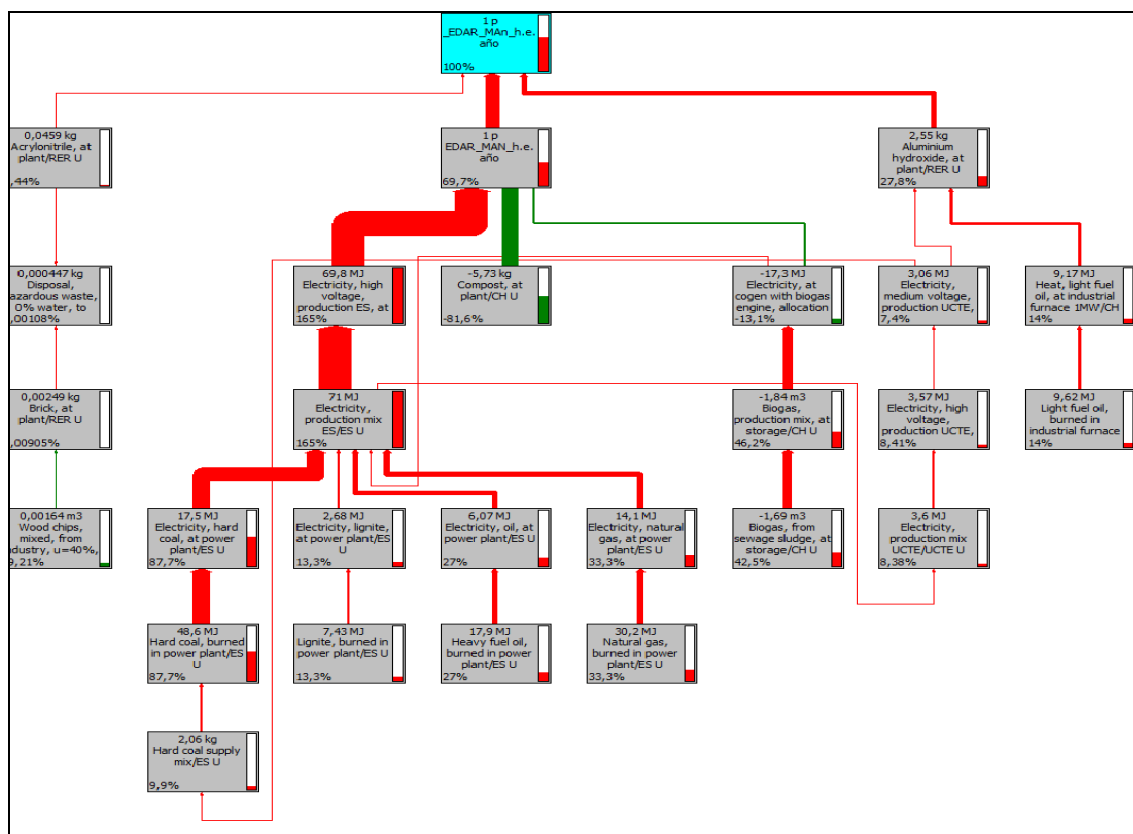 1 p
_EDAR_MAn_h.e.
año
100%
0,0459 kg
Acrylonitrile, at
plant/RER U
,44%
1 p
EDAR_MAN_h.e.
año
69,7%
2,55 kg
Aluminium
hydroxide, at
plant/RER U
27,8%
0,000447 kg
Disposal,
azardous waste,
0% water, to
,00108%
69,8 MJ
Electricity, high
voltage,
production ES, at
165%
-5,73 kg
Compost, at
plant/CH U
-81,6%
-17,3 MJ
Electricity, at
cogen with biogas
engine, allocation
-13,1%
3,06 MJ
Electricity,
medium voltage,
production UCTE,
7,4%
9,17 MJ
Heat, light fuel
oil, at industrial
furnace 1MW/CH
14%
0,00249 kg
Brick, at
plant/RER U
,00905%
71 MJ
Electricity,
production mix
ES/ES U
165%
-1,84 m3
Biogas,
production mix, at
storage/CH U
46,2%
3,57 MJ
Electricity, high
voltage,
production UCTE,
8,41%
9,62 MJ
Light fuel oil,
burned in
industrial furnace
14%
0,00164 m3
Wood chips,
mixed, from
industry, u=40%,
9,21%
17,5 MJ
Electricity, hard
coal, at power
plant/ES U
87,7%
2,68 MJ
Electricity, lignite,
at power plant/ES
U
13,3%
6,07 MJ
Electricity, oil, at
power plant/ES U
27%
14,1 MJ
Electricity, natural
gas, at power
plant/ES U
33,3%
-1,69 m3
Biogas, from
sewage sludge, at
storage/CH U
42,5%
3,6 MJ
Electricity,
production mix
UCTE/UCTE U
8,38%
48,6 MJ
Hard coal, burned
in power plant/ES
U
87,7%
7,43 MJ
Lignite, burned in
power plant/ES U
13,3%
17,9 MJ
Heavy fuel oil,
burned in power
plant/ES U
27%
30,2 MJ
Natural gas,
burned in power
plant/ES U
33,3%
2,06 kg
Hard coal supply
mix/ES U
9,9%